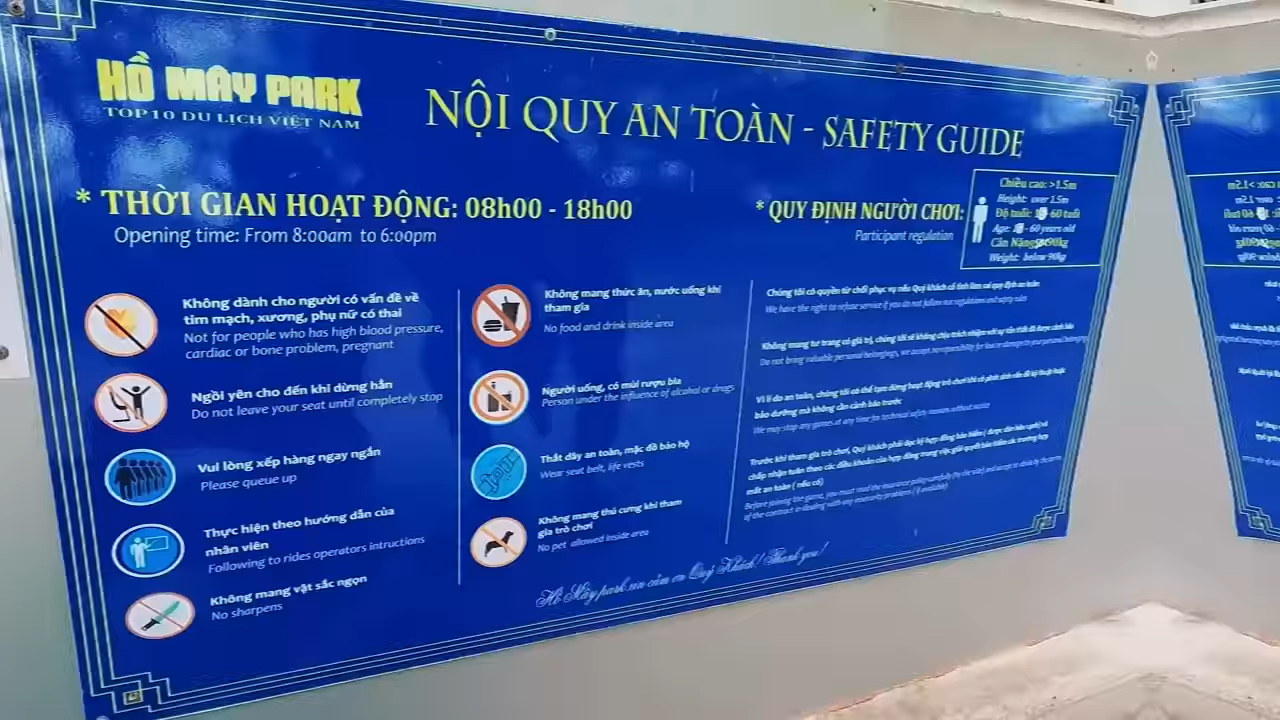 HỒ MÂY PARK
TOP 10 DU LỊCH VIỆT NAM
NỘI QUY AN TOÀN - SAFETY GUIDE
* THỜI GIAN HOẠT ĐỘNG: 08h00 - 18h00
Opening time: From 8:00am to 6:00pm
* QUY ĐỊNH NGƯỜI CHƠI:
Participant regulation
Chiều cao: >1.5m
Height: over 1.5m
Độ tuổi: - 60 tuổi
Age: - 60 years old
Cân Nặng: <90kg
Weight: below 90kg
Không dành cho người có vấn đề về
tim mạch, xương, phụ nữ có thai
Not for people who has high blood pressure,
cardiac or bone problem, pregnant
Ngồi yên cho đến khi dừng hẳn
Do not leave your seat until completely stop
Vui lòng xếp hàng ngay ngắn
Please queue up
Thực hiện theo hướng dẫn của
nhân viên
Following to rides operators intructions
Không mang vật sắc ngọn
No sharpens
Không mang thức ăn, nước uống khi
tham gia
No food and drink inside area
Người uống, có mùi rượu bia
Person under the influence of alcohol or drugs
Thắt dây an toàn, mặc đồ bảo hộ
Wear seat belt, life vests
Không mang thú cưng khi tham
gia trò chơi
No pet allowed inside area
Chúng tôi có quyền từ chối phục vụ nếu Quý khách cố tình làm sai quy định an toàn
We have the right to refuse service if you do not follow our regulations and safety rules
Không mang tư trang có giá trị, chúng tôi sẽ không chịu trách nhiệm với sự tổn thất đã được cảnh báo
Do not bring valuable personal belongings, we accept no responsibility for loss or damage to your personal belongings
Vì lí do an toàn, chúng tôi có thể tạm dừng hoạt động trò chơi khi có phát sinh vấn đề kỹ thuật hoặc
bảo dưỡng mà không cần cảnh báo trước
We may stop any games at any time for technical safety reasons without notice
Trước khi tham gia trò chơi, Quý khách phải đọc kỹ hợp đồng bảo hiểm ( được dán bên cạnh) và
chấp nhận tuân theo các điều khoản của hợp đồng trong việc giải quyết bảo hiểm các trường hợp
mất an toàn ( nếu có)
Before joining the game, you must read the insurance policy carefully (by the side) and accept to abide by the terms
of the contract in dealing with any insecurity problems ( if available)
Hồ Mây park xin cảm ơn Quý Khách! Thank you!